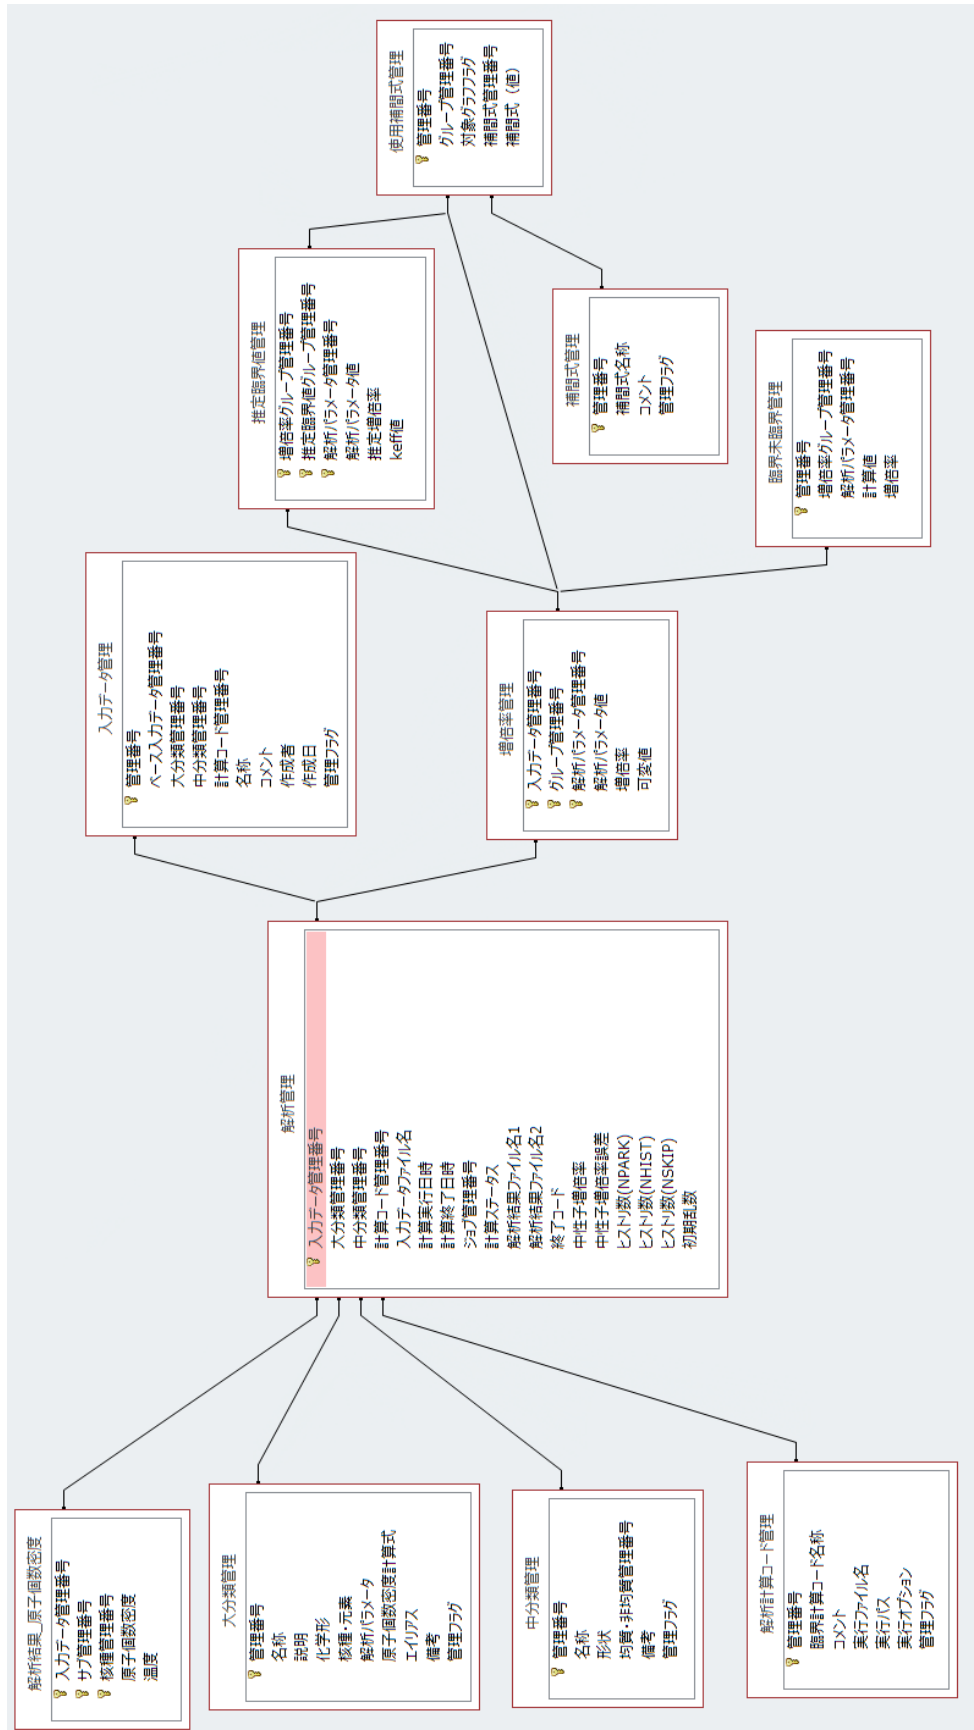 解析結果_原子個数密度
入力データ管理番号
サブ管理番号
核種管理番号
原子個数密度
温度
大分類管理
管理番号
名称
説明
化学形
核種・元素
解析パラメータ
原子個数密度計算式
エイリアス
備考
管理フラグ
中分類管理
管理番号
名称
形状
均質・非均質管理番号
備考
管理フラグ
解析計算コード管理
管理番号
臨界計算コード名称
コメント
実行ファイル名
実行パス
実行オプション
管理フラグ
解析管理
入力データ管理番号
大分類管理番号
中分類管理番号
計算コード管理番号
入力データファイル名
計算実行日時
計算終了日時
ジョブ管理番号
計算ステータス
解析結果ファイル名1
解析結果ファイル名2
終了コード
中性子増倍率
中性子増倍率誤差
ヒストリ数(NPARK)
ヒストリ数(NHIST)
ヒストリ数(NSKIP)
初期乱数
入力データ管理
管理番号
ベース入力データ管理番号
大分類管理番号
中分類管理番号
計算コード管理番号
名称
コメント
作成者
作成日
管理フラグ
増倍率管理
入力データ管理番号
グループ管理番号
解析パラメータ管理番号
解析パラメータ値
増倍率
可変値
推定臨界値管理
増倍率グループ管理番号
推定臨界値グループ管理番号
解析パラメータ管理番号
解析パラメータ値
推定増倍率
keff値
補間式管理
管理番号
補間式名称
コメント
管理フラグ
臨界未臨界管理
管理番号
増倍率グループ管理番号
解析パラメータ管理番号
計算値
増倍率
使用補間式管理
管理番号
グループ管理番号
対象グラフフラグ
補間式管理番号
補間式（値）